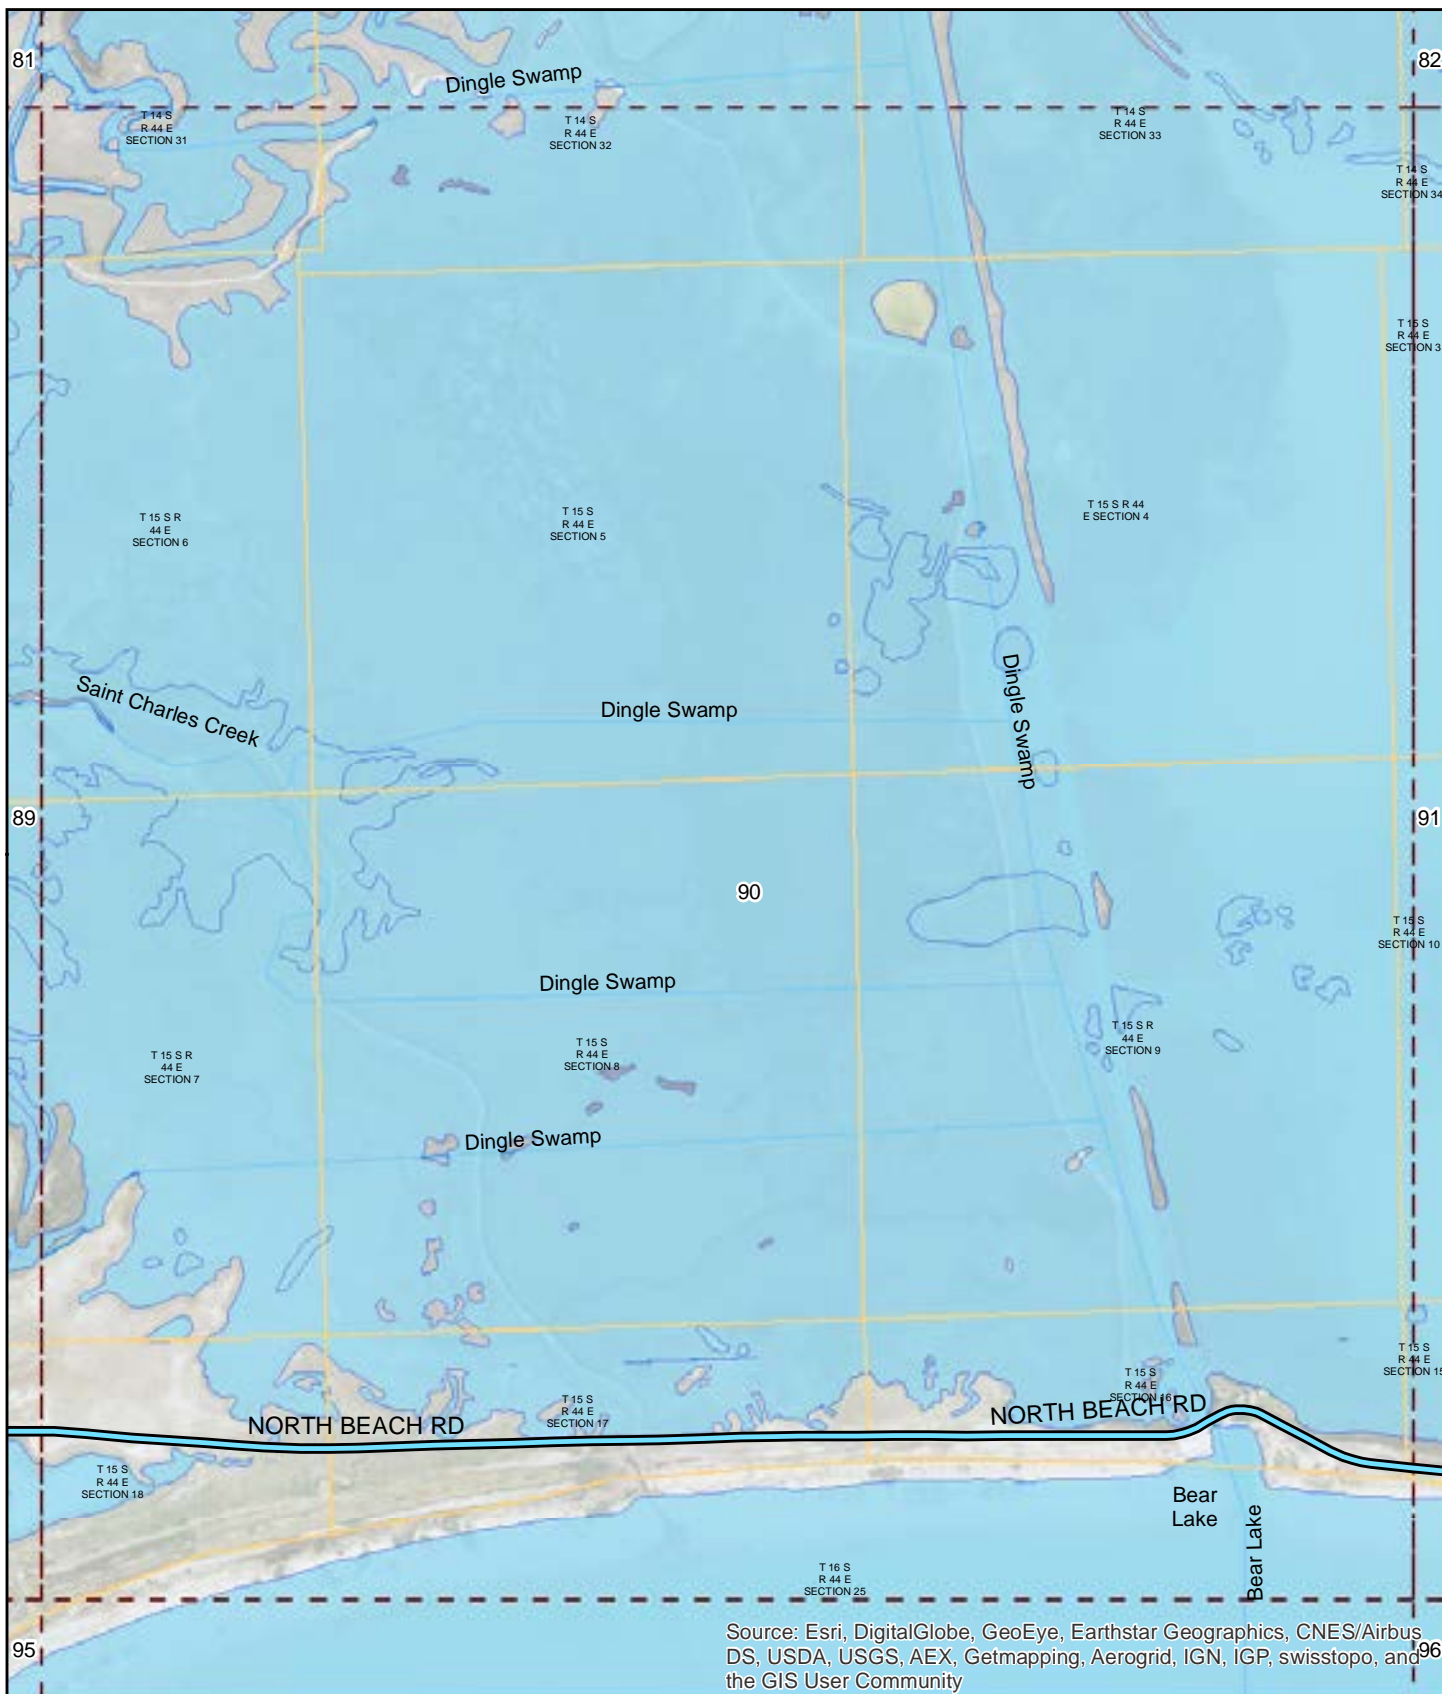 81
82
Dingle Swamp
T 14 S
R 44 E
SECTION 31
T 14 S
R 44 E
SECTION 32
T 14 S
R 44 E
SECTION 33
T 14 S
R 44 E
SECTION 34
T 15 S
R 44 E
SECTION 3
T 15 S R
44 E
SECTION 6
T 15 S
R 44 E
SECTION 5
T 15 S R 44
E SECTION 4
Saint Charles Creek
Dingle Swamp
Dingle Swamp
89
91
90
T 15 S
R 44 E
SECTION 10
Dingle Swamp
T 15 S R
44 E
SECTION 7
T 15 S
R 44 E
SECTION 8
T 15 S R
44 E
SECTION 9
Dingle Swamp
T 15 S
R 44 E
SECTION 15
T 15 S
R 44 E
SECTION 17
T 15 S
R 44 E
SECTION 16
NORTH BEACH RD
NORTH BEACH RD
T 15 S
R 44 E
SECTION 18
Bear
Lake
Bear Lake
T 16 S
R 44 E
SECTION 25
95
96
Source: Esri, DigitalGlobe, GeoEye, Earthstar Geographics, CNES/Airbus
DS, USDA, USGS, AEX, Getmapping, Aerogrid, IGN, IGP, swisstopo, and
the GIS User Community